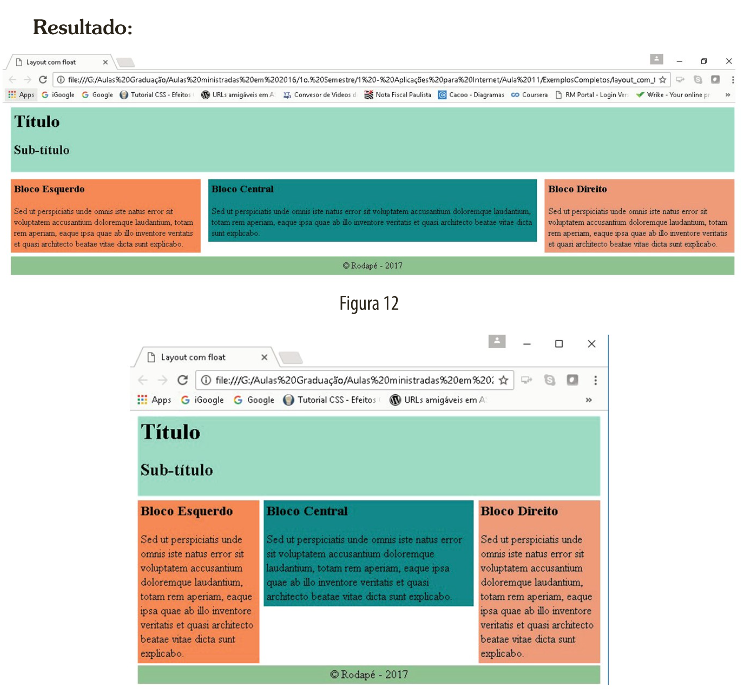 Resultado:
Layout com float
file:///G:/Aulas%20Graduação/Aulas%20ministradas%20em%202016/1o.%20Semestre/1%20-%20Aplicações%20para%20Internet/Aula%2011/ExemplosCompletos/layout_com_f
Apps iGoogle Google Tutorial CSS - Efeitos URLs amigáveis em A Convesor de Videos d Nota Fiscal Paulista Cacoo - Diagramas Coursera RM Portal - Login Ver Wrike - Your online pr »
Título
Sub-título
Bloco Esquerdo Bloco Central Bloco Direito
Sed ut perspiciatis unde omnis iste natus error sit Sed ut perspiciatis unde omnis iste natus error sit voluptatem accusantium doloremque laudantium, Sed ut perspiciatis unde omnis iste natus error sit
voluptatem accusantium doloremque laudantium, totam totam rem aperiam, eaque ipsa quae ab illo inventore veritatis et quasi architecto beatae vitae dicta voluptatem accusantium doloremque laudantium, totam
rem aperiam, eaque ipsa quae ab illo inventore veritatis sunt explicabo. rem aperiam, eaque ipsa quae ab illo inventore veritatis
et quasi architecto beatae vitae dicta sunt explicabo. et quasi architecto beatae vitae dicta sunt explicabo.
© Rodapé - 2017
Figura 12
Layout com float
file:///G:/Aulas%20Graduação/Aulas%20ministradas%20em%202
Apps iGoogle Google Tutorial CSS - Efeitos URLs amigáveis em A »
Título
Sub-título
Bloco Esquerdo
Sed ut perspiciatis unde
omnis iste natus error sit
voluptatem accusantium
doloremque laudantium,
totam rem aperiam, eaque
ipsa quae ab illo inventore
veritatis et quasi architecto
beatae vitae dicta sunt
explicabo.
Bloco Central
Sed ut perspiciatis unde omnis iste natus error
sit voluptatem accusantium doloremque
laudantium, totam rem aperiam, eaque ipsa
quae ab illo inventore veritatis et quasi
architecto beatae vitae dicta sunt explicabo.
Bloco Direito
Sed ut perspiciatis unde
omnis iste natus error sit
voluptatem accusantium
doloremque laudantium,
totam rem aperiam, eaque
ipsa quae ab illo inventore
veritatis et quasi architecto
beatae vitae dicta sunt
explicabo.
© Rodapé - 2017